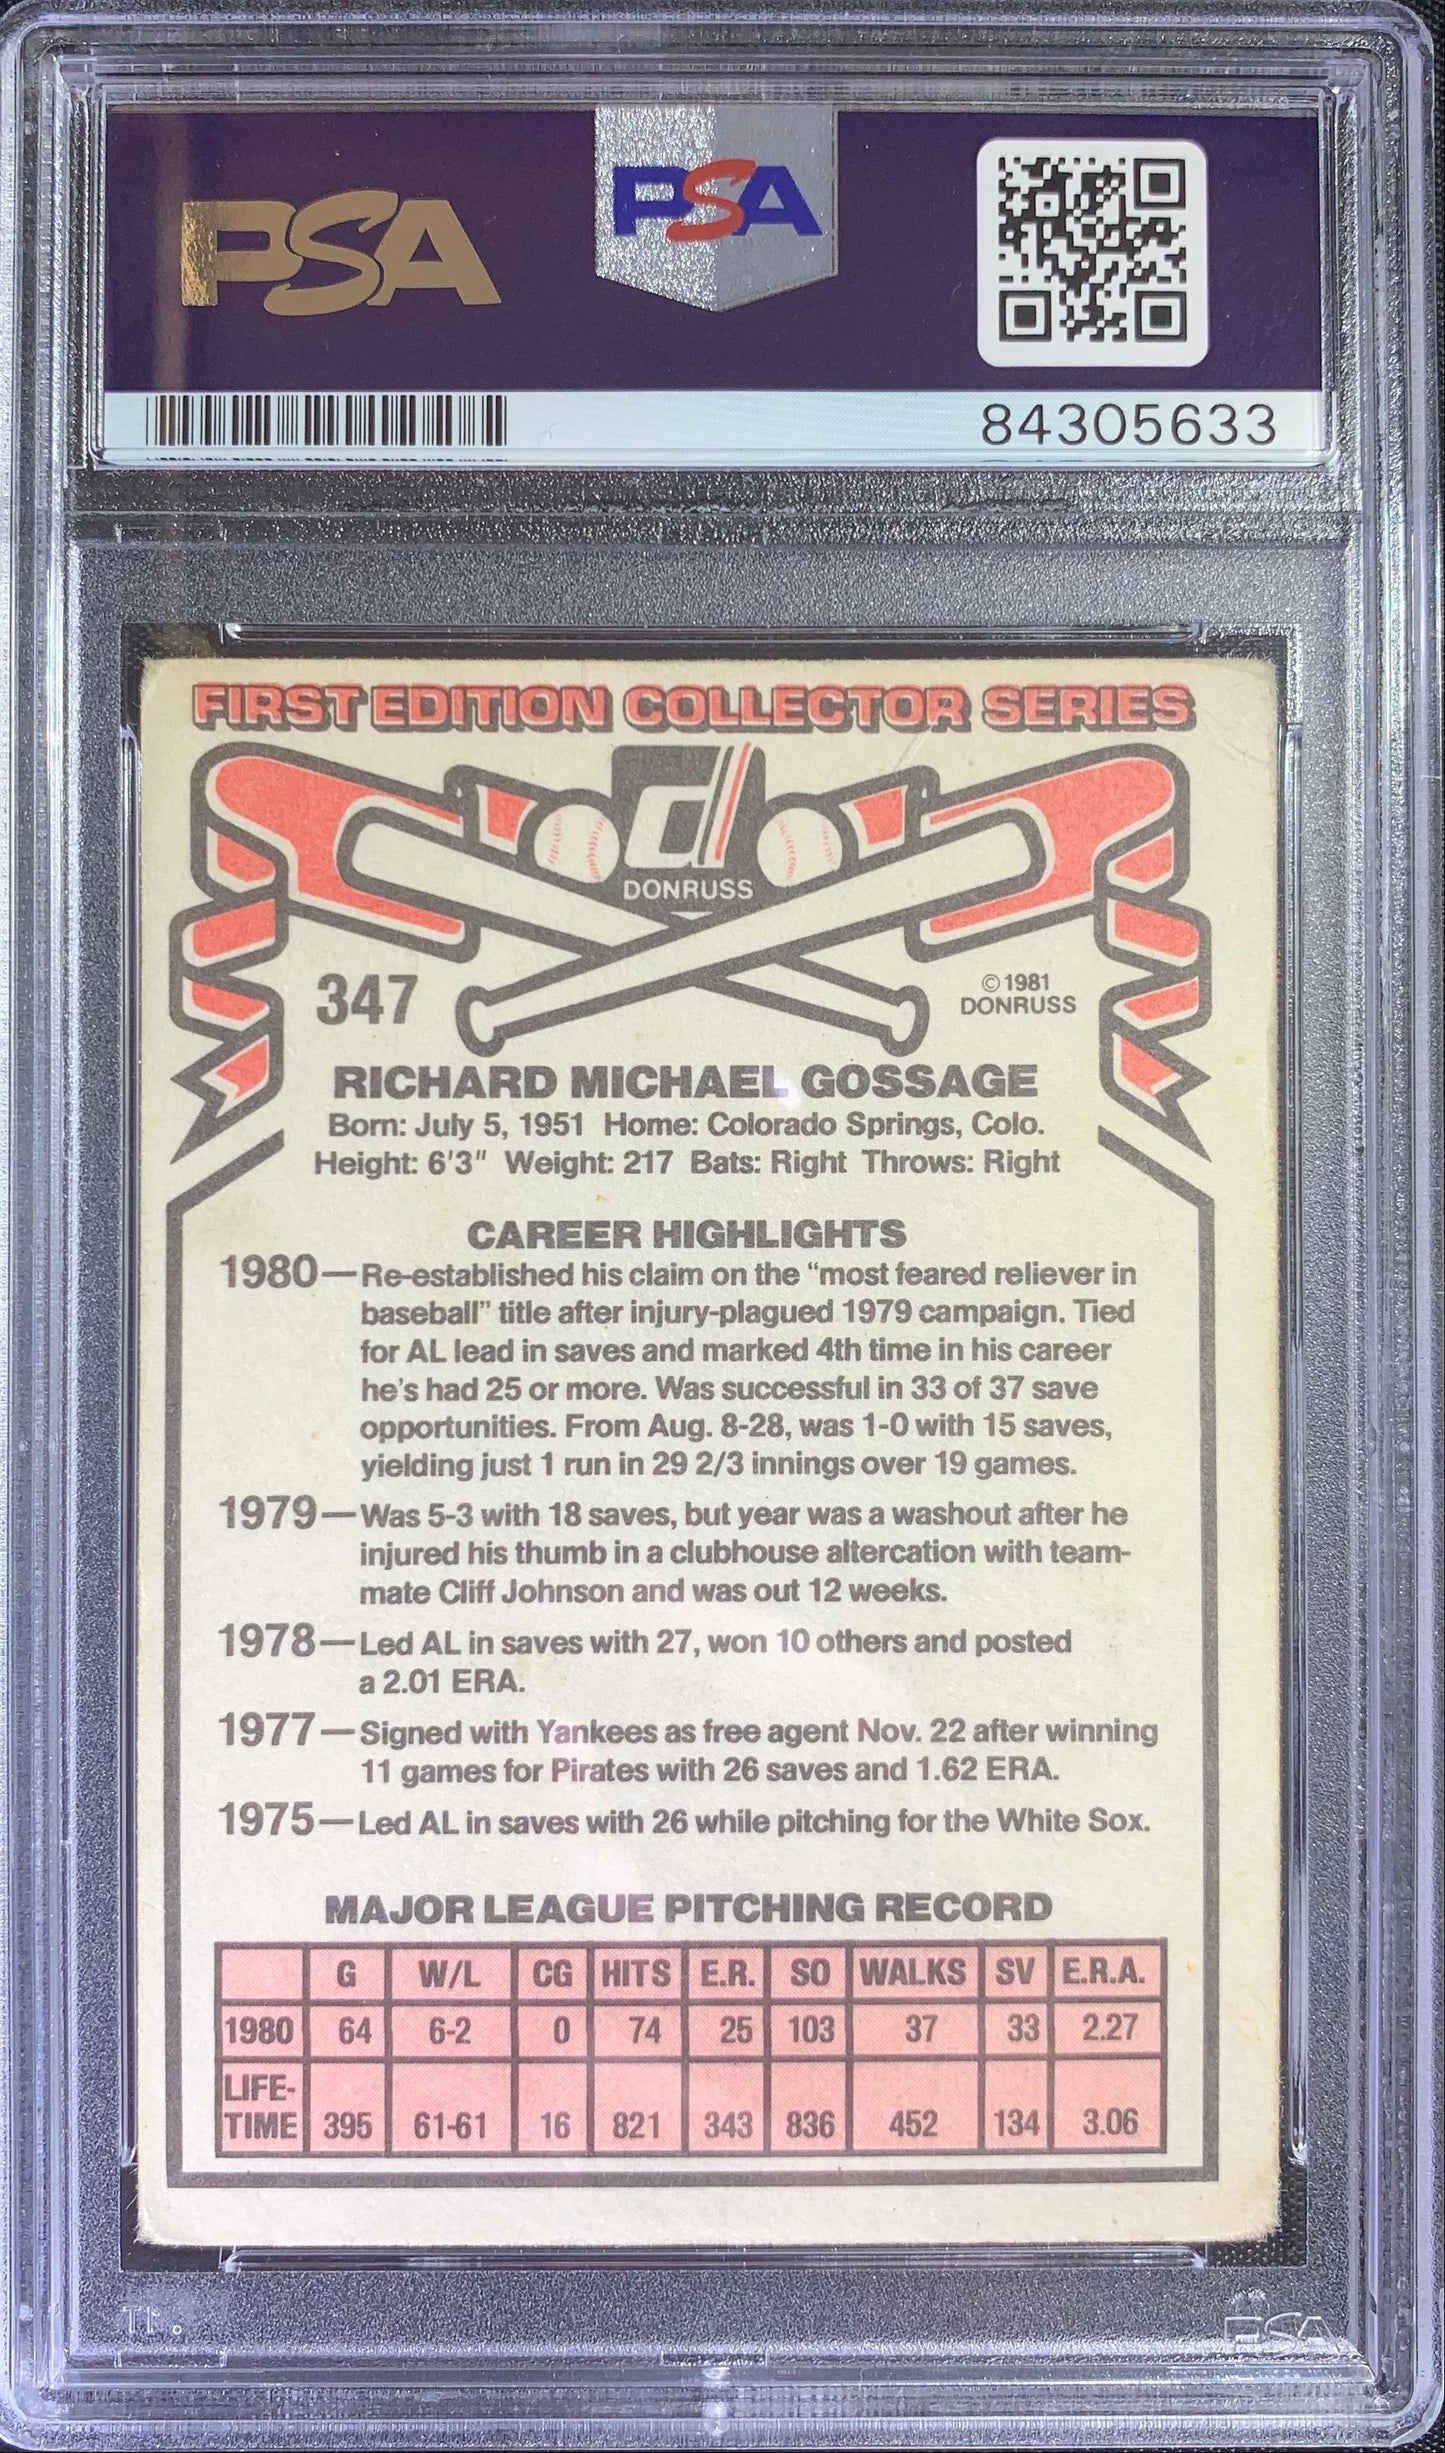 PSA
PSA
84305633
FIRST EDITION COLLECTOR SERIES
DONRUSS
347
©1981
DONRUSS
RICHARD MICHAEL GOSSAGE
Born: July 5, 1951 Home: Colorado Springs, Colo.
Height: 6'3" Weight: 217 Bats: Right Throws: Right
CAREER HIGHLIGHTS
1980—Re-established his claim on the “most feared reliever in
baseball” title after injury-plagued 1979 campaign. Tied
for AL lead in saves and marked 4th time in his career
he's had 25 or more. Was successful in 33 of 37 save
opportunities. From Aug. 8-28, was 1-0 with 15 saves,
yielding just 1 run in 29 2/3 innings over 19 games.
1979—Was 5-3 with 18 saves, but year was a washout after he
injured his thumb in a clubhouse altercation with team-
mate Cliff Johnson and was out 12 weeks.
1978—Led AL in saves with 27, won 10 others and posted
a 2.01 ERA.
1977—Signed with Yankees as free agent Nov. 22 after winning
11 games for Pirates with 26 saves and 1.62 ERA.
1975—Led AL in saves with 26 while pitching for the White Sox.
MAJOR LEAGUE PITCHING RECORD
G W/L CG HITS E.R. SO WALKS SV E.R.A.
1980 64 6-2 0 74 25 103 37 33 2.27
LIFE-
TIME 395 61-61 16 821 343 836 452 134 3.06
PSA